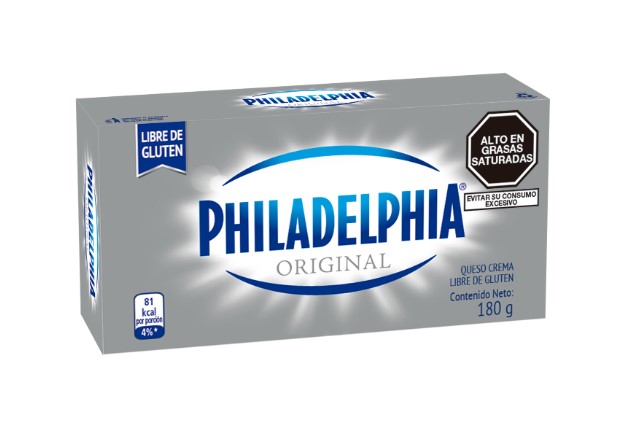 PHILADELPHIA
LIBRE DE
GLUTEN
ALTO EN
GRASAS
SATURADAS
EVITAR SU CONSUMO
EXCESIVO
PHILADELPHIA®
ORIGINAL
QUESO CREMA
LIBRE DE GLUTEN
Contenido Neto:
180 g
81
kcal
por porción
4%*
PHILADELPHIA